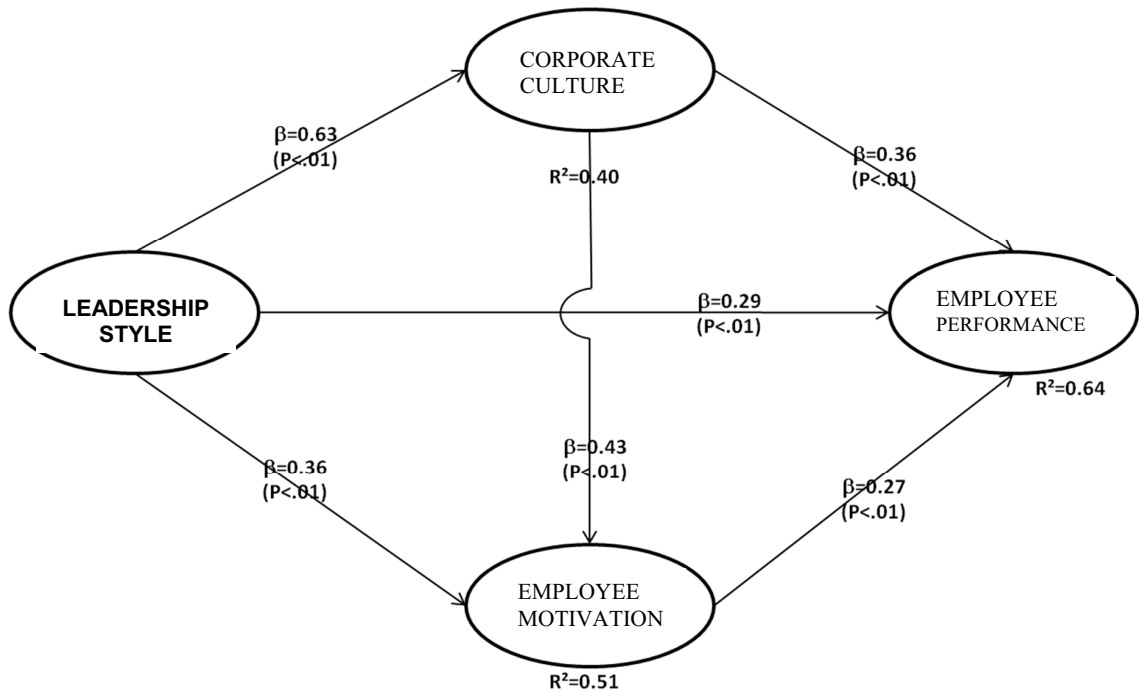 CORPORATE
CULTURE
β=0.63
(P<.01)
β=0.36
(P<.01)
R²=0.40
LEADERSHIP
STYLE
β=0.29
(P<.01)
EMPLOYEE
PERFORMANCE
R²=0.64
β=0.36
(P<.01)
β=0.43
(P<.01)
β=0.27
(P<.01)
EMPLOYEE
MOTIVATION
R²=0.51